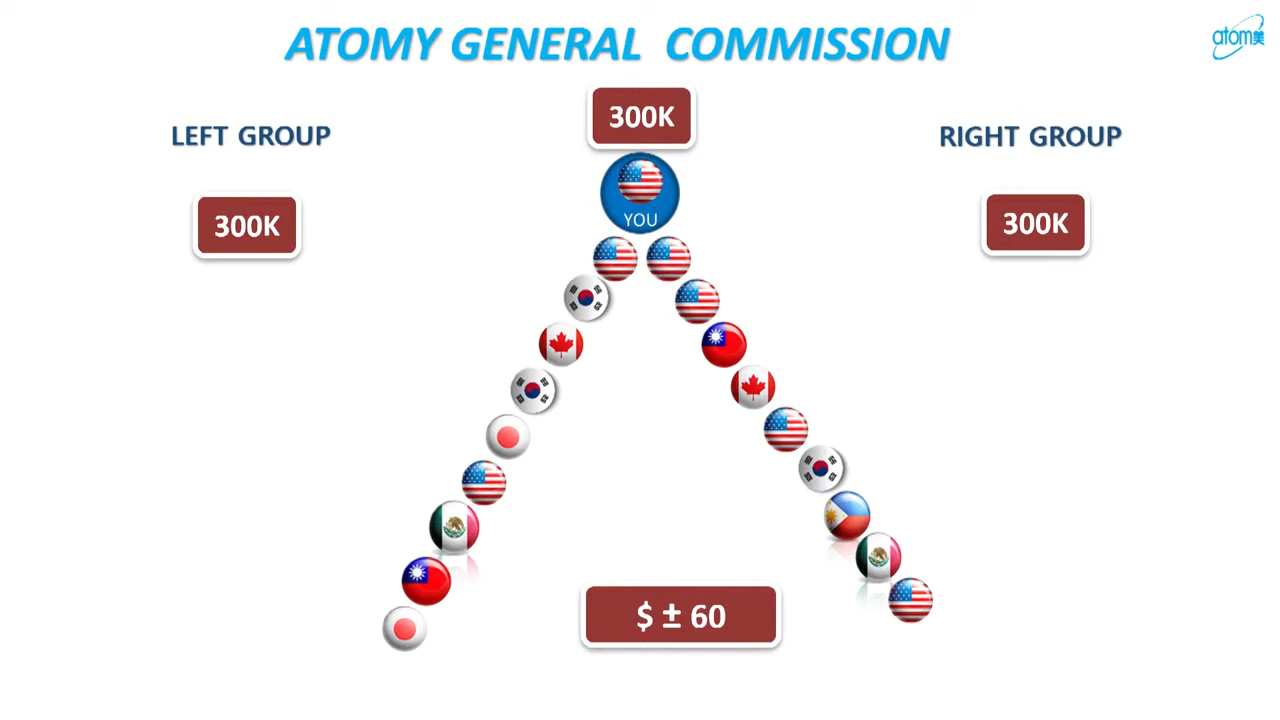 ATOMY GENERAL COMMISSION
atom美
300K
LEFT GROUP
RIGHT GROUP
300K
300K
YOU
$ ± 60